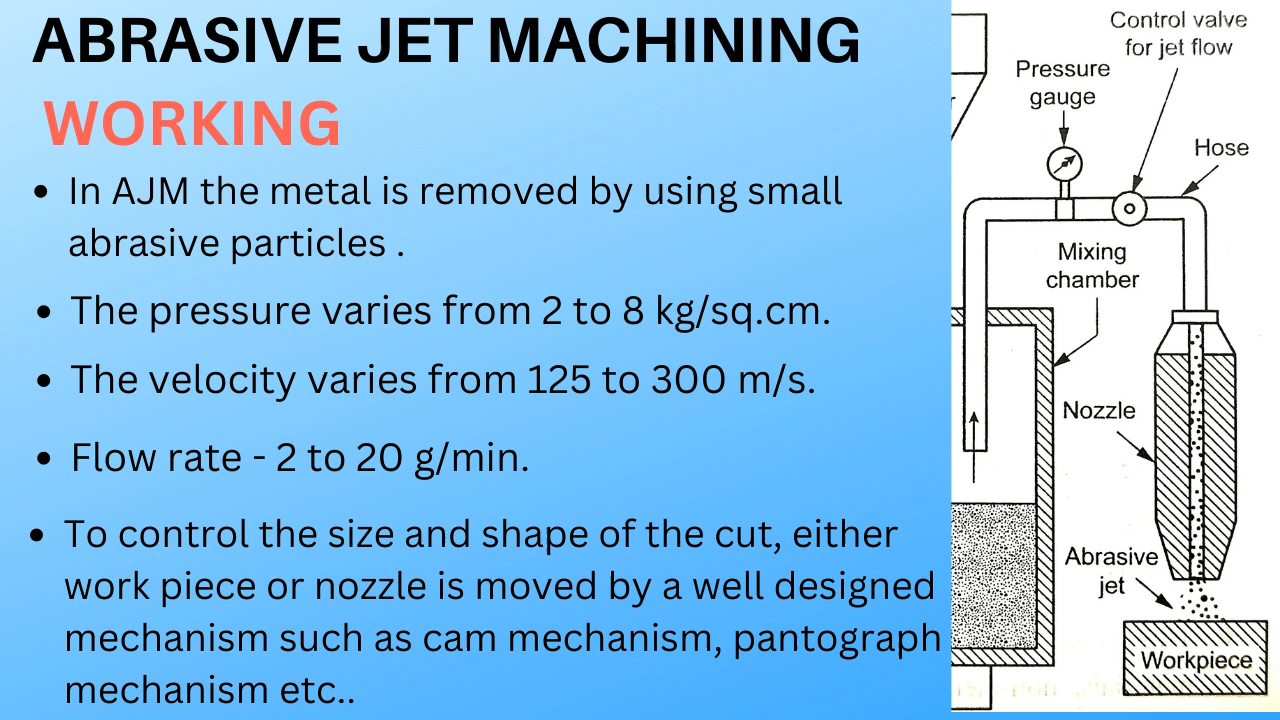 ABRASIVE JET MACHINING
WORKING
• In AJM the metal is removed by using small
abrasive particles .
• The pressure varies from 2 to 8 kg/sq.cm.
• The velocity varies from 125 to 300 m/s.
• Flow rate - 2 to 20 g/min.
• To control the size and shape of the cut, either
work piece or nozzle is moved by a well designed
mechanism such as cam mechanism, pantograph
mechanism etc..
Control valve
for jet flow
Pressure
gauge
Hose
Mixing
chamber
Nozzle
Abrasive
jet
Workpiece